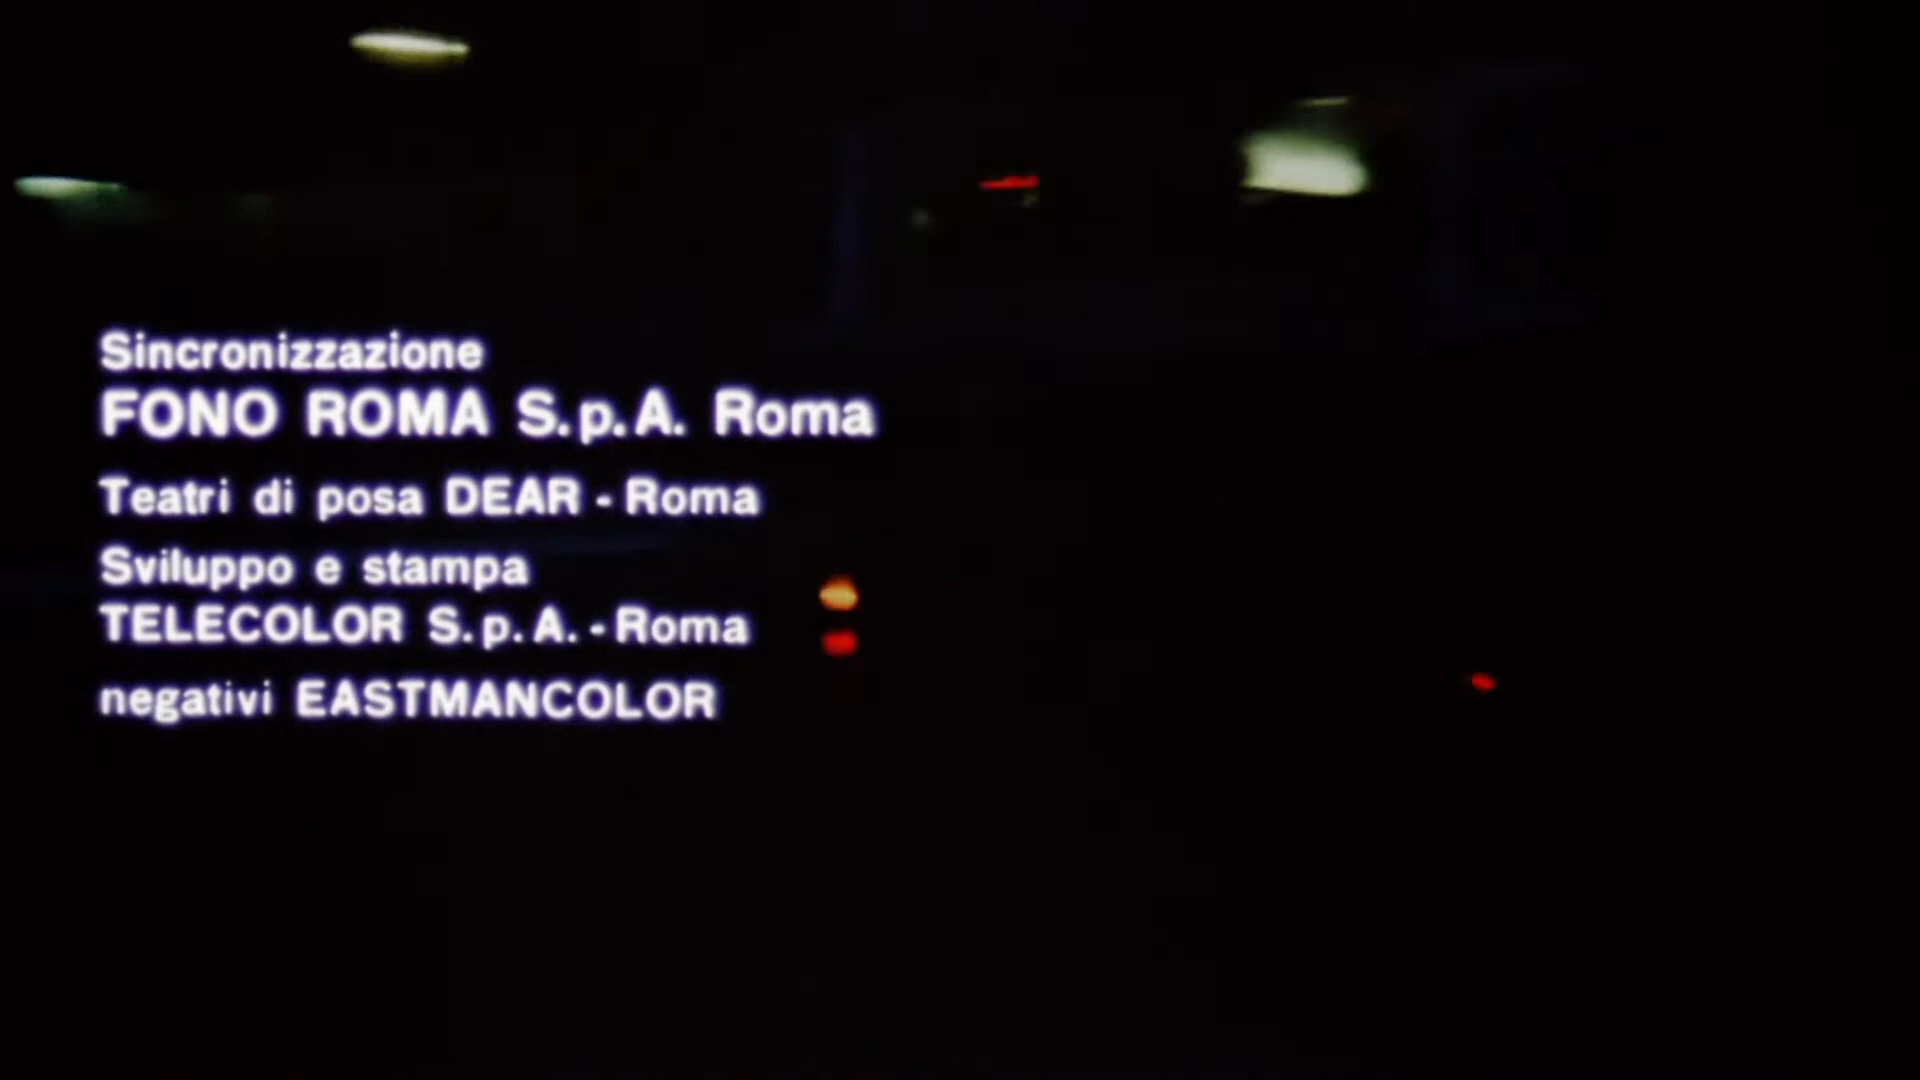 Sincronizzazione
FONO ROMA S.p.A. Roma
Teatri di posa DEAR - Roma
Sviluppo e stampa
TELECOLOR S.p.A. - Roma
negativi EASTMANCOLOR